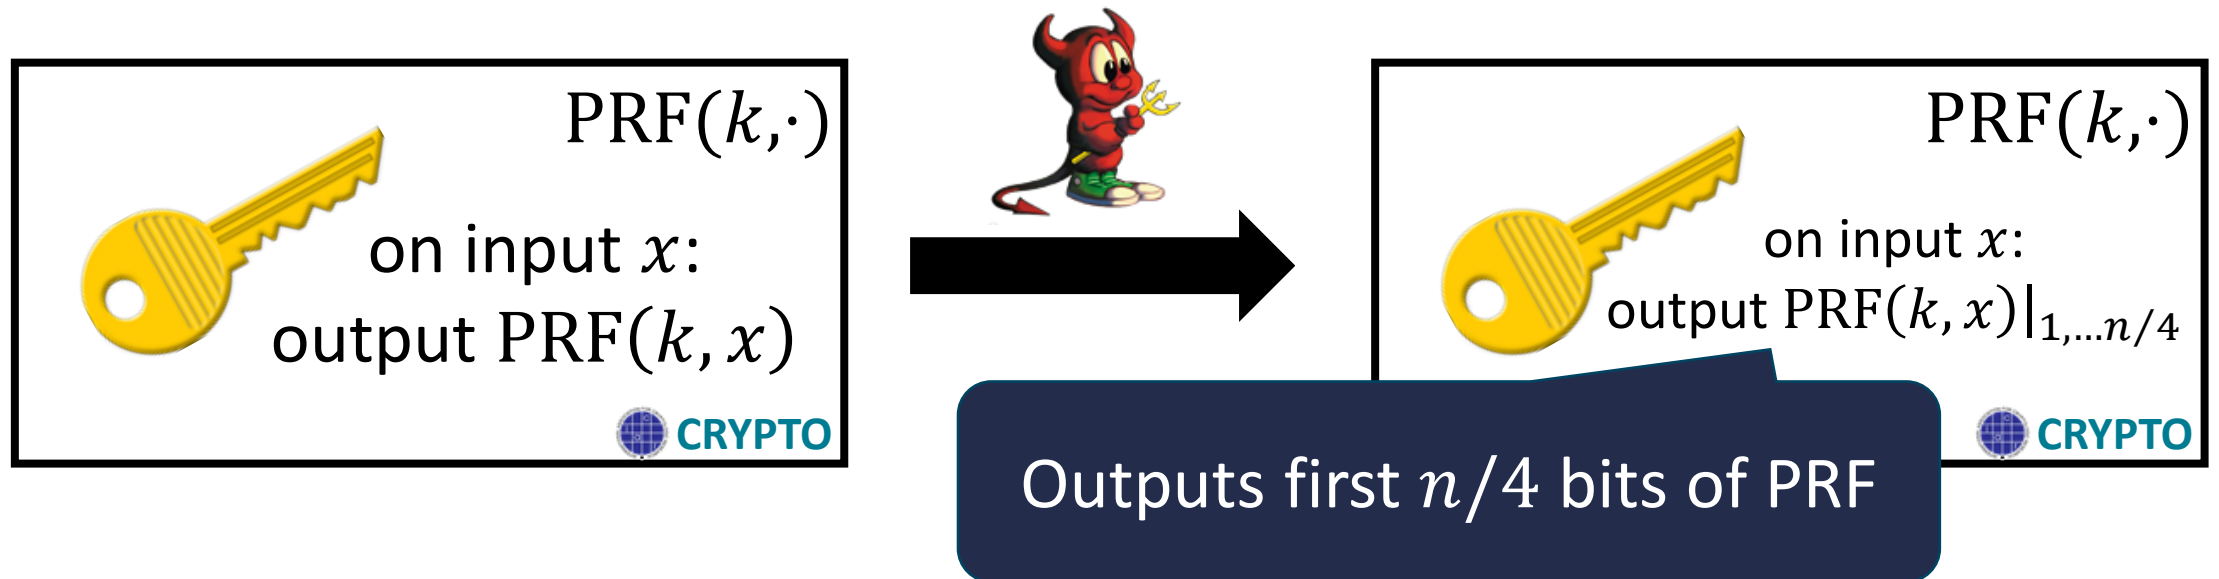 PRF(k,·)
on input x:
output PRF(k, x)
CRYPTO
PRF(k,·)
on input x:
output PRF(k, x)|₁,…n/4
CRYPTO
Outputs first n/4 bits of PRF